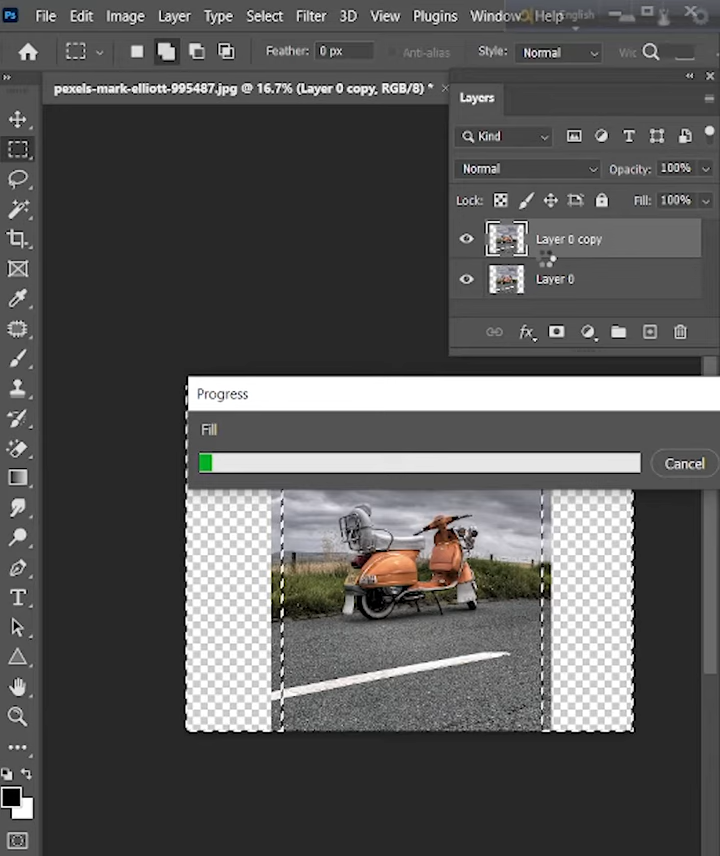 Ps File Edit Image Layer Type Select Filter 3D View Plugins Window Help English
Feather: 0 px Anti-alias Style: Normal
pexels-mark-elliott-995487.jpg @ 16.7% (Layer 0 copy, RGB/8) *
Layers
Kind
Normal Opacity: 100%
Lock: Fill: 100%
Layer 0 copy
Layer 0
fx
Progress
Fill
Cancel
T